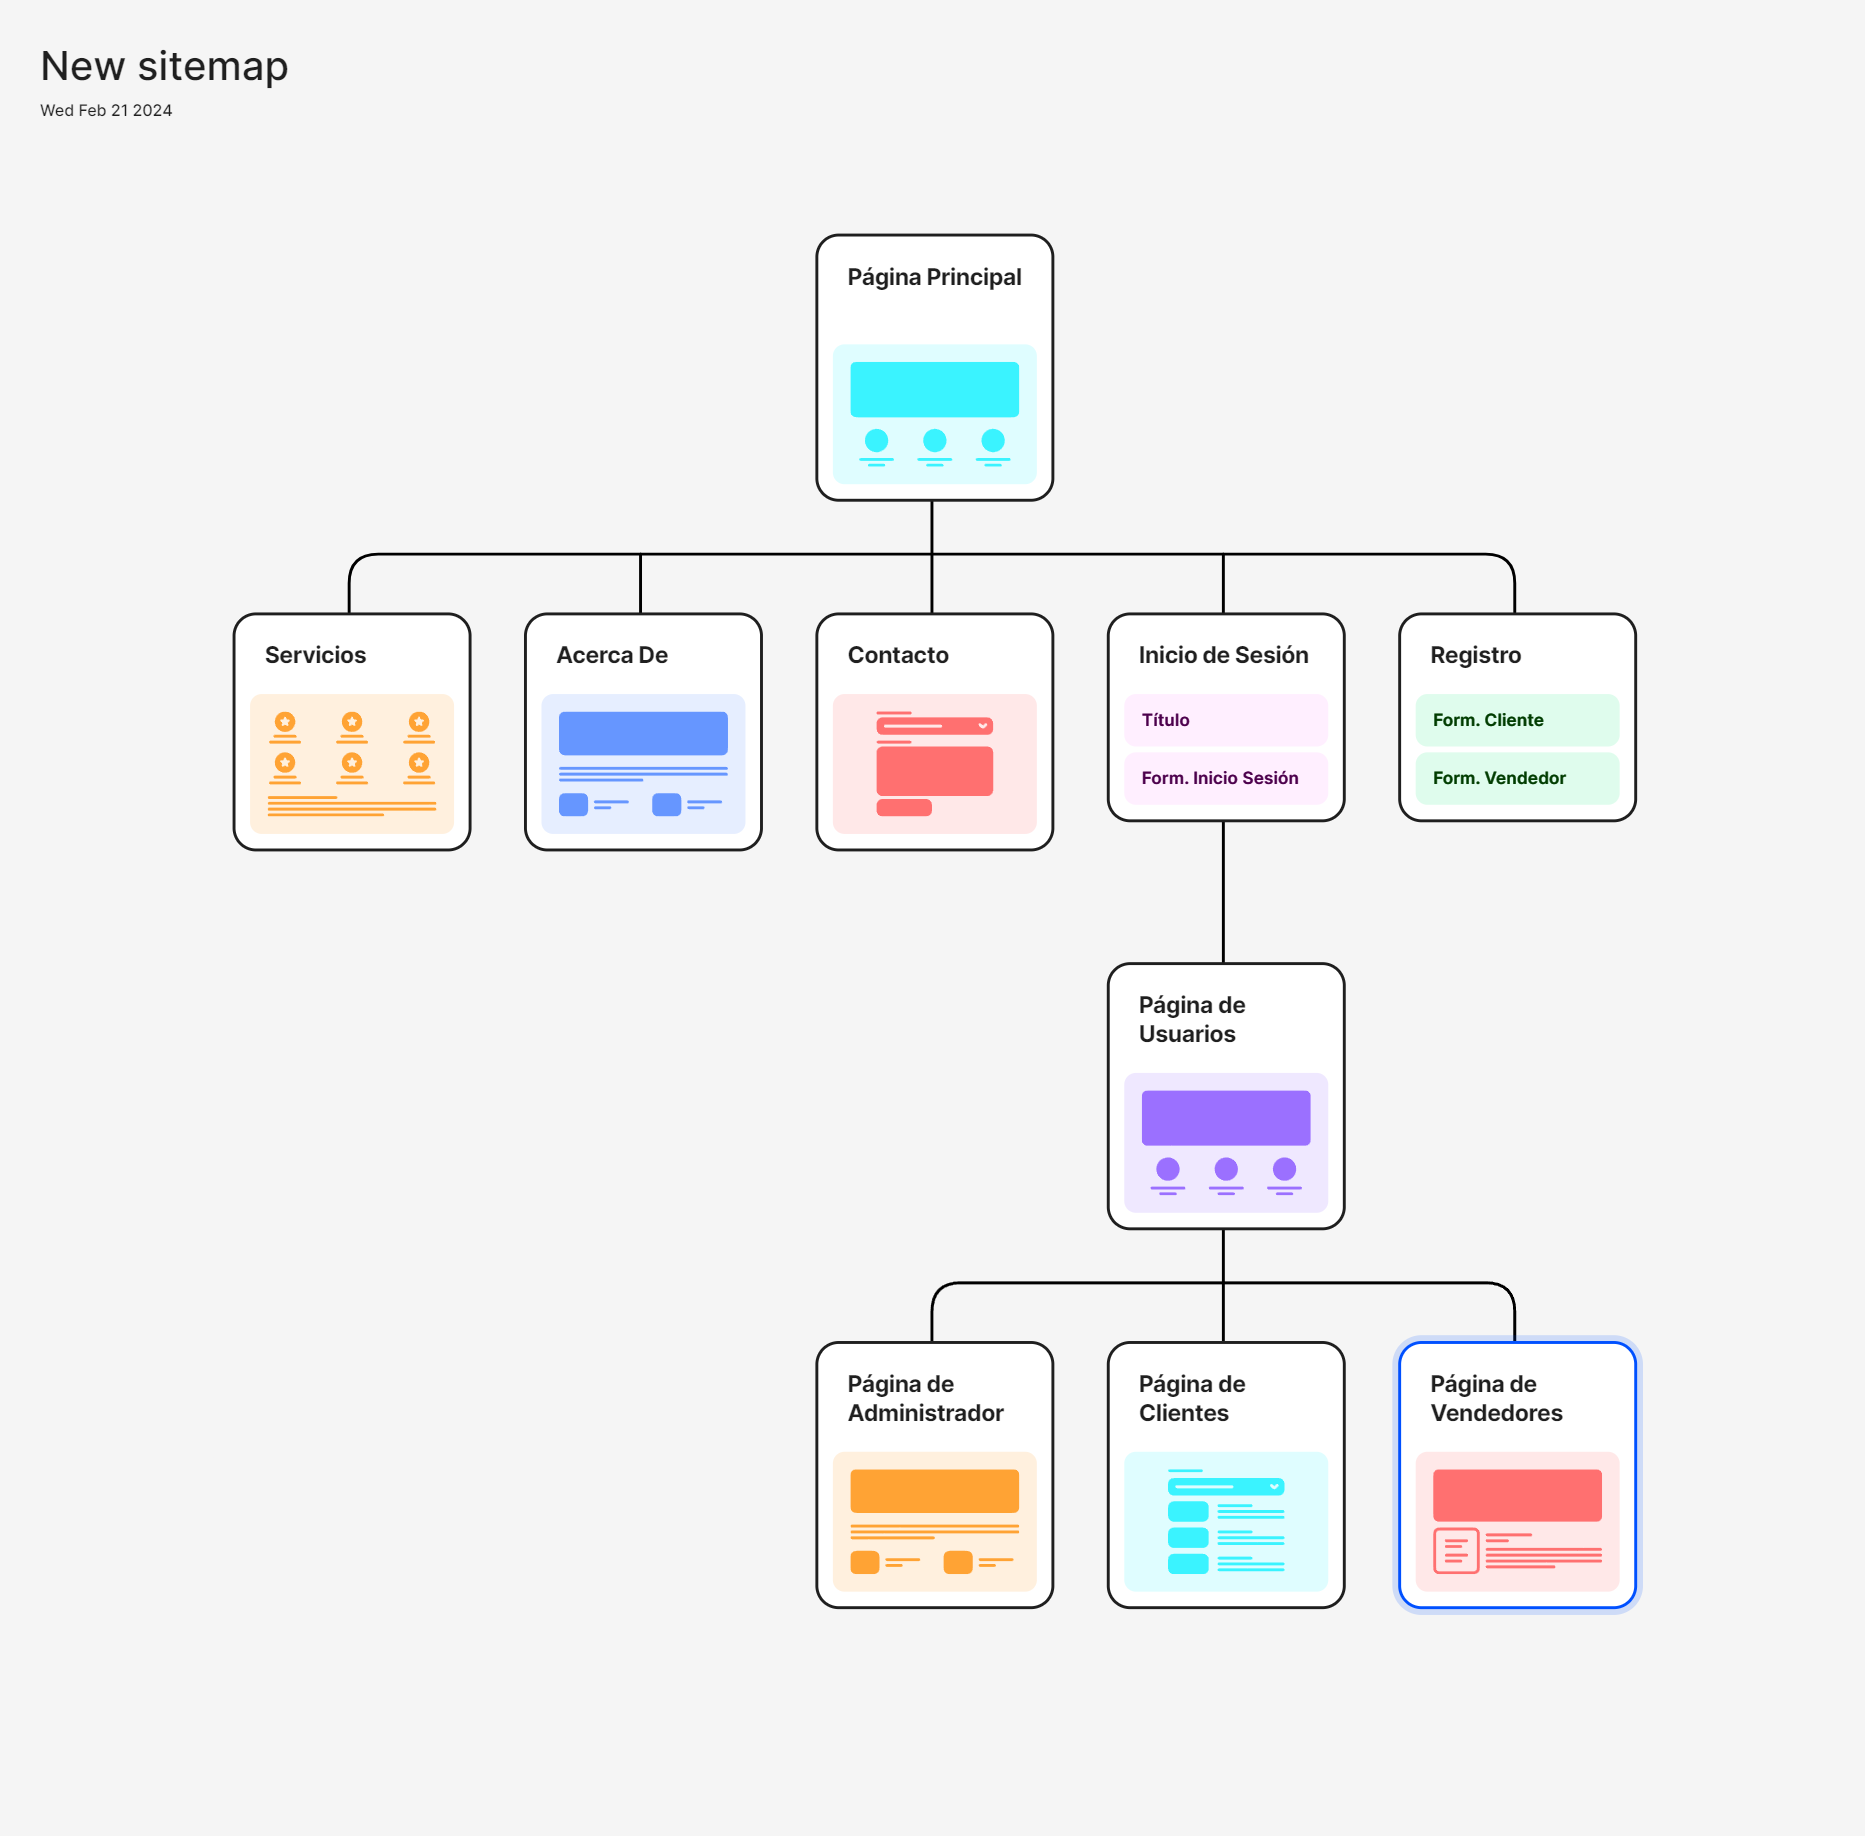 New sitemap
Wed Feb 21 2024
Página Principal
Servicios
Acerca De
Contacto
Inicio de Sesión
Título
Form. Inicio Sesión
Registro
Form. Cliente
Form. Vendedor
Página de
Usuarios
Página de
Administrador
Página de
Clientes
Página de
Vendedores